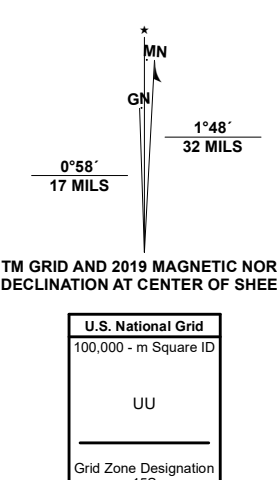 ★
MN
GN
1°48´
32 MILS
0°58´
17 MILS
TM GRID AND 2019 MAGNETIC NOR
DECLINATION AT CENTER OF SHEE
U.S. National Grid
100,000 - m Square ID
UU
Grid Zone Designation